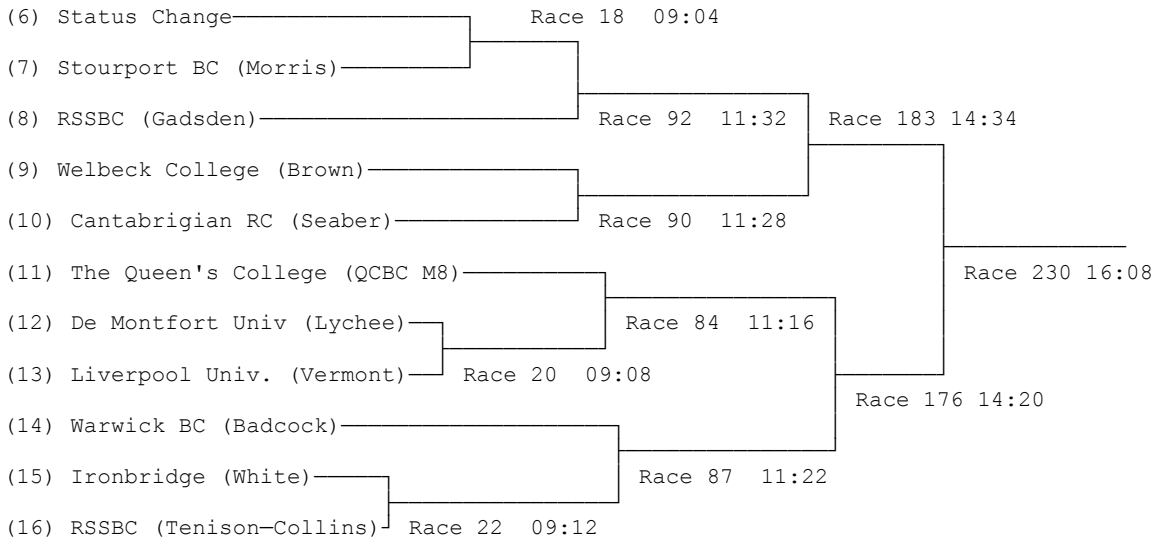 (6) Status Change Race 18 09:04
(7) Stourport BC (Morris)
(8) RSSBC (Gadsden) Race 92 11:32 Race 183 14:34
(9) Welbeck College (Brown)
(10) Cantabrigian RC (Seaber) Race 90 11:28
(11) The Queen's College (QCBC M8) Race 230 16:08
(12) De Montfort Univ (Lychee) Race 84 11:16
(13) Liverpool Univ. (Vermont) Race 20 09:08
Race 176 14:20
(14) Warwick BC (Badcock)
(15) Ironbridge (White) Race 87 11:22
(16) RSSBC (Tenison—Collins) Race 22 09:12